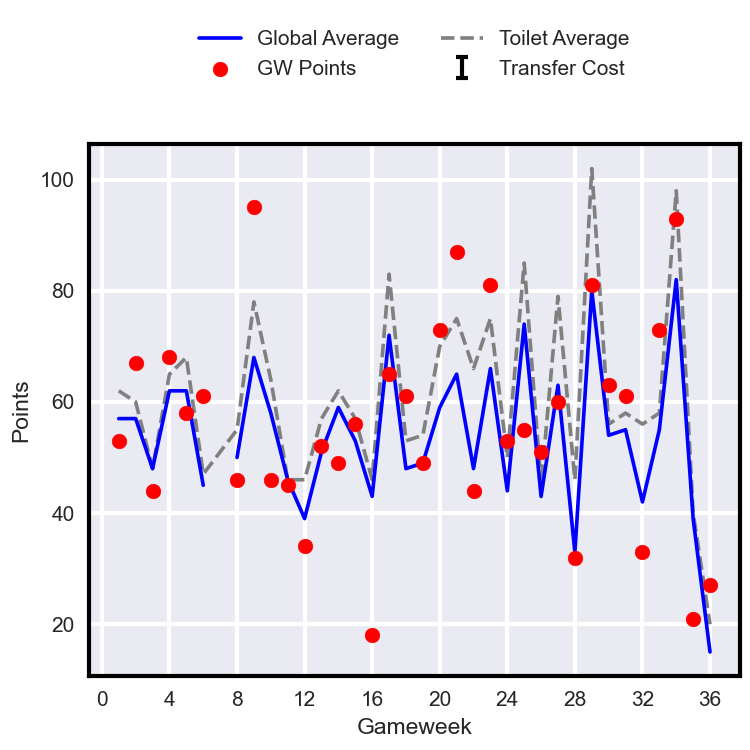 Global Average
Toilet Average
GW Points
Transfer Cost
100
80
60
40
20
Points
0 4 8 12 16 20 24 28 32 36
Gameweek